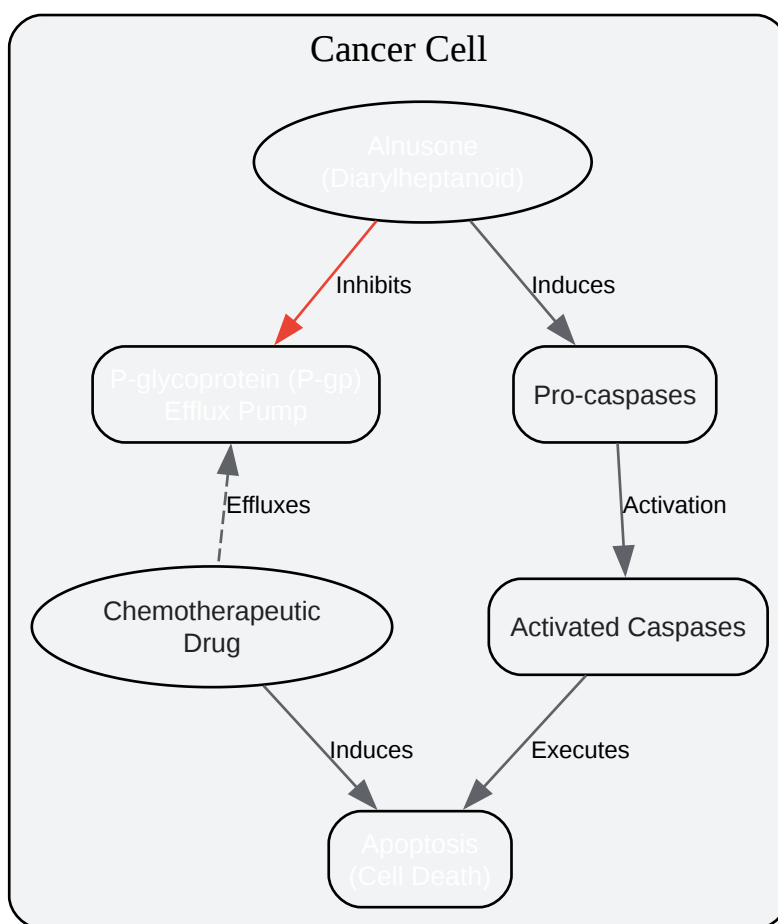 Cancer Cell
Alnusone
(Diarylheptanoid)
Inhibits
Induces
P-glycoprotein (P-gp)
Efflux Pump
Pro-caspases
Effluxes
Activation
Chemotherapeutic
Drug
Activated Caspases
Induces
Executes
Apoptosis
(Cell Death)